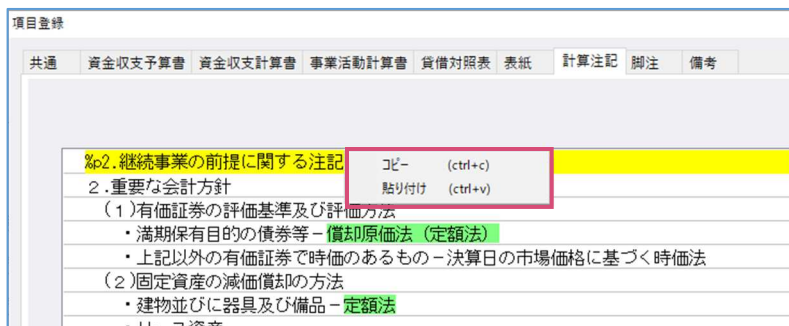 項目登録
共通 資金収支予算書 資金収支計算書 事業活動計算書 貸借対照表 表紙 計算注記 脚注 備考
%p2.継続事業の前提に関する注記
コピー (ctrl+c)
貼り付け (ctrl+v)
2.重要な会計方針
(1)有価証券の評価基準及び評価方法
・満期保有目的の債券等-償却原価法(定額法)
・上記以外の有価証券で時価のあるもの-決算日の市場価格に基づく時価法
(2)固定資産の減価償却の方法
・建物並びに器具及び備品-定額法
・リース資産